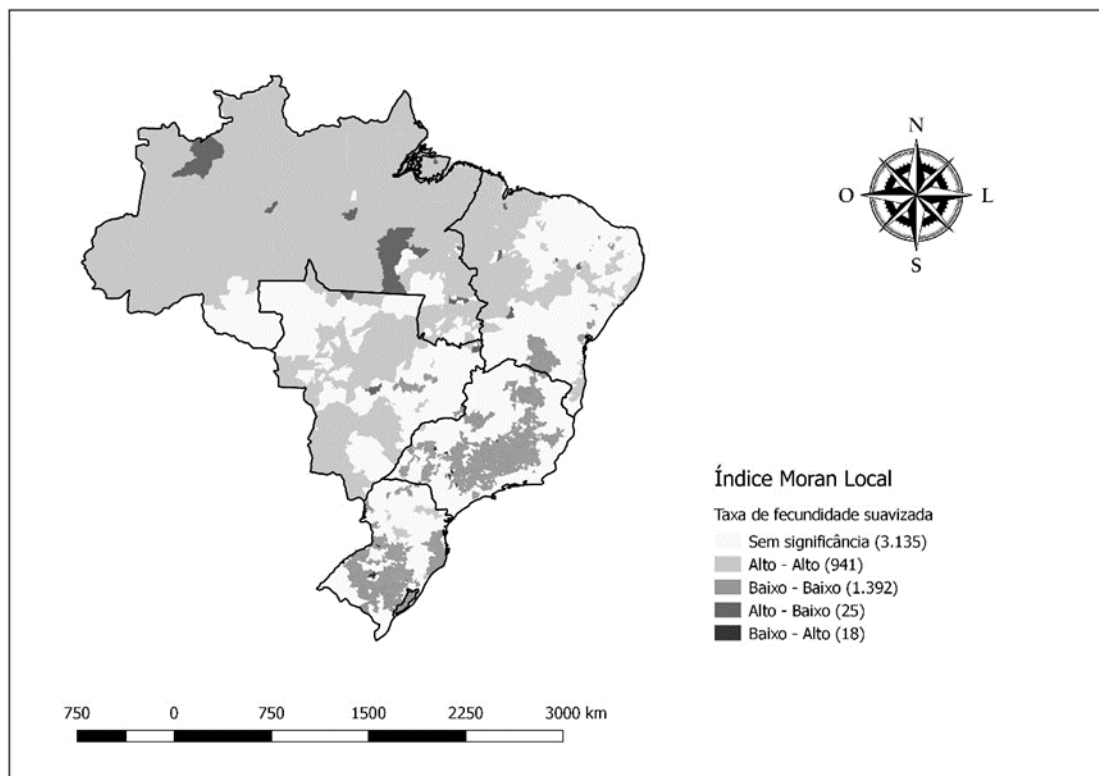 N
O
L
S
Índice Moran Local
Taxa de fecundidade suavizada
Sem significância (3.135)
Alto - Alto (941)
Baixo - Baixo (1.392)
Alto - Baixo (25)
Baixo - Alto (18)
750 0 750 1500 2250 3000 km